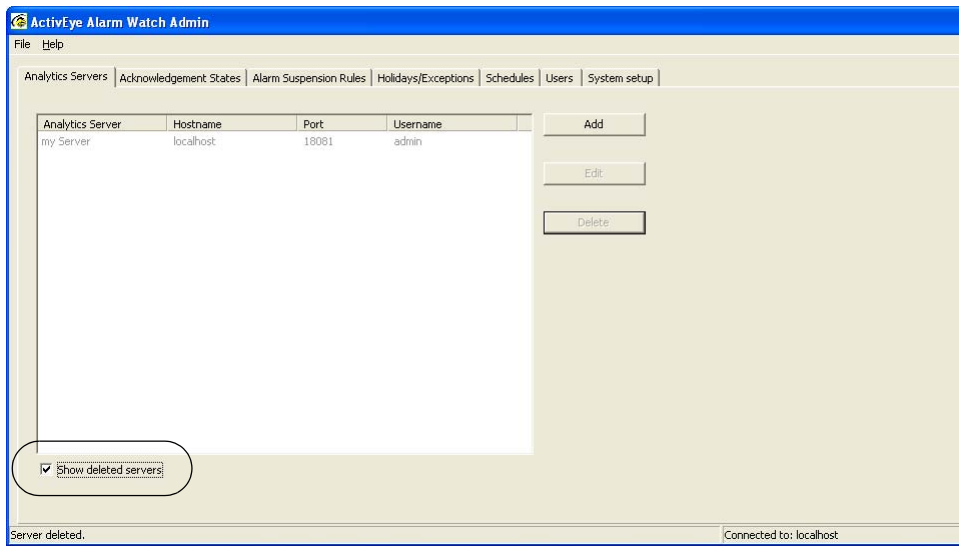 ActivEye Alarm Watch Admin
File Help
Analytics Servers Acknowledgement States Alarm Suspension Rules Holidays/Exceptions Schedules Users System setup
Analytics Server Hostname Port Username
my Server localhost 18081 admin
Add
Edit
Delete
Show deleted servers
Server deleted. Connected to: localhost